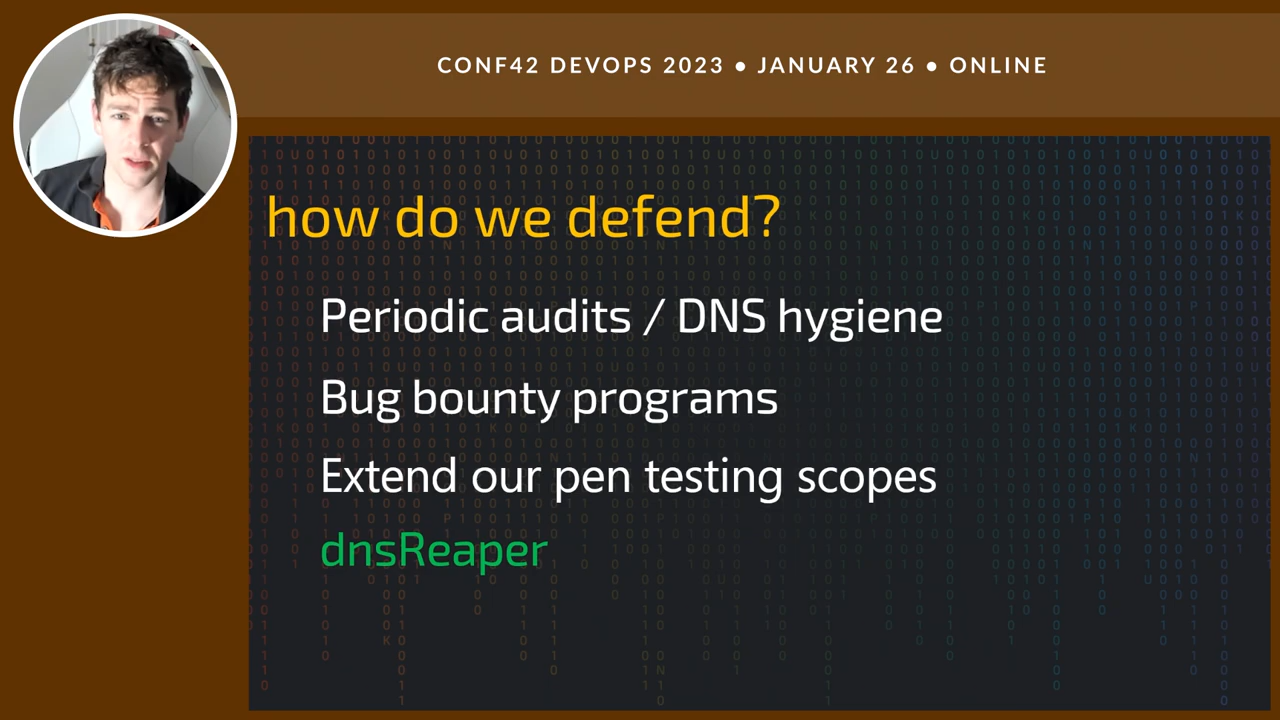 CONF42 DEVOPS 2023 ● JANUARY 26 ● ONLINE
how do we defend?
Periodic audits / DNS hygiene
Bug bounty programs
Extend our pen testing scopes
dnsReaper